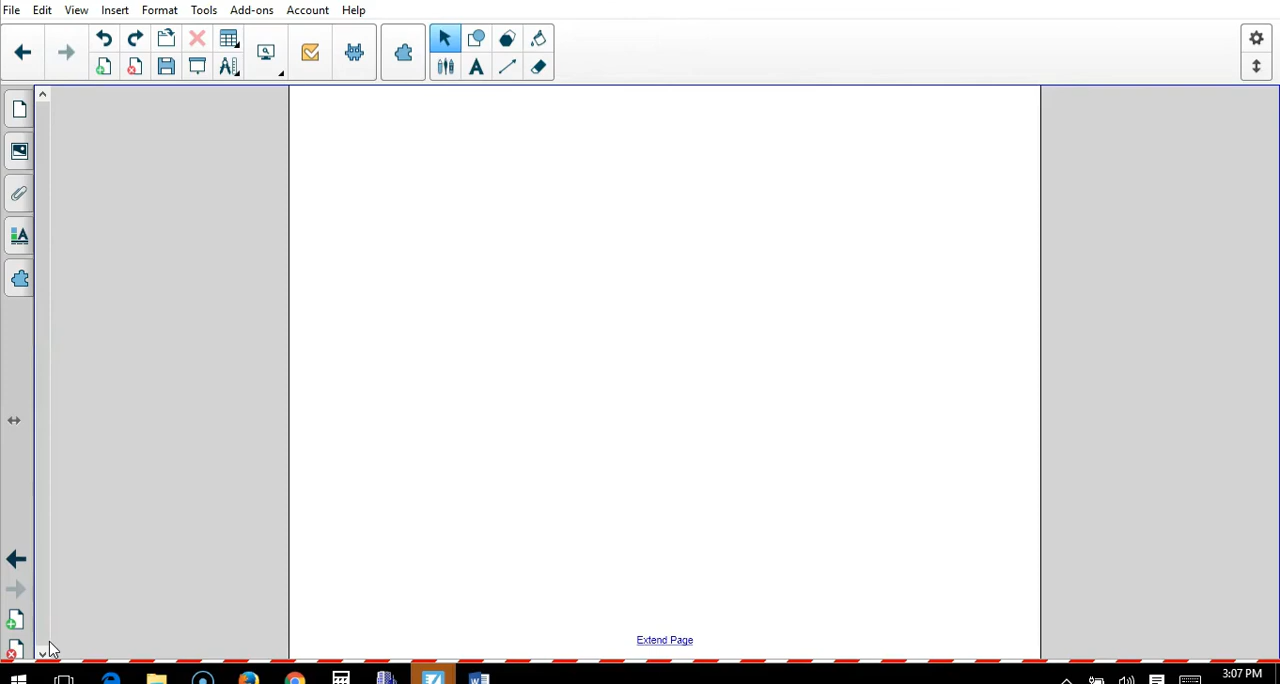 File Edit View Insert Format Tools Add-ons Account Help
Extend Page
3:07 PM